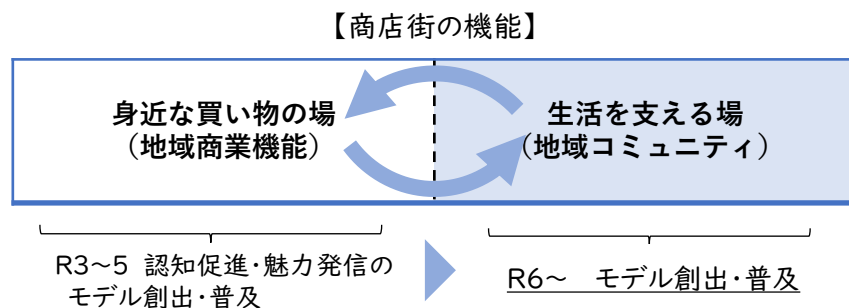 【商店街の機能】
身近な買い物の場
（地域商業機能）
生活を支える場
（地域コミュニティ）
R3～5 認知促進・魅力発信の
モデル創出・普及
R6～　モデル創出・普及